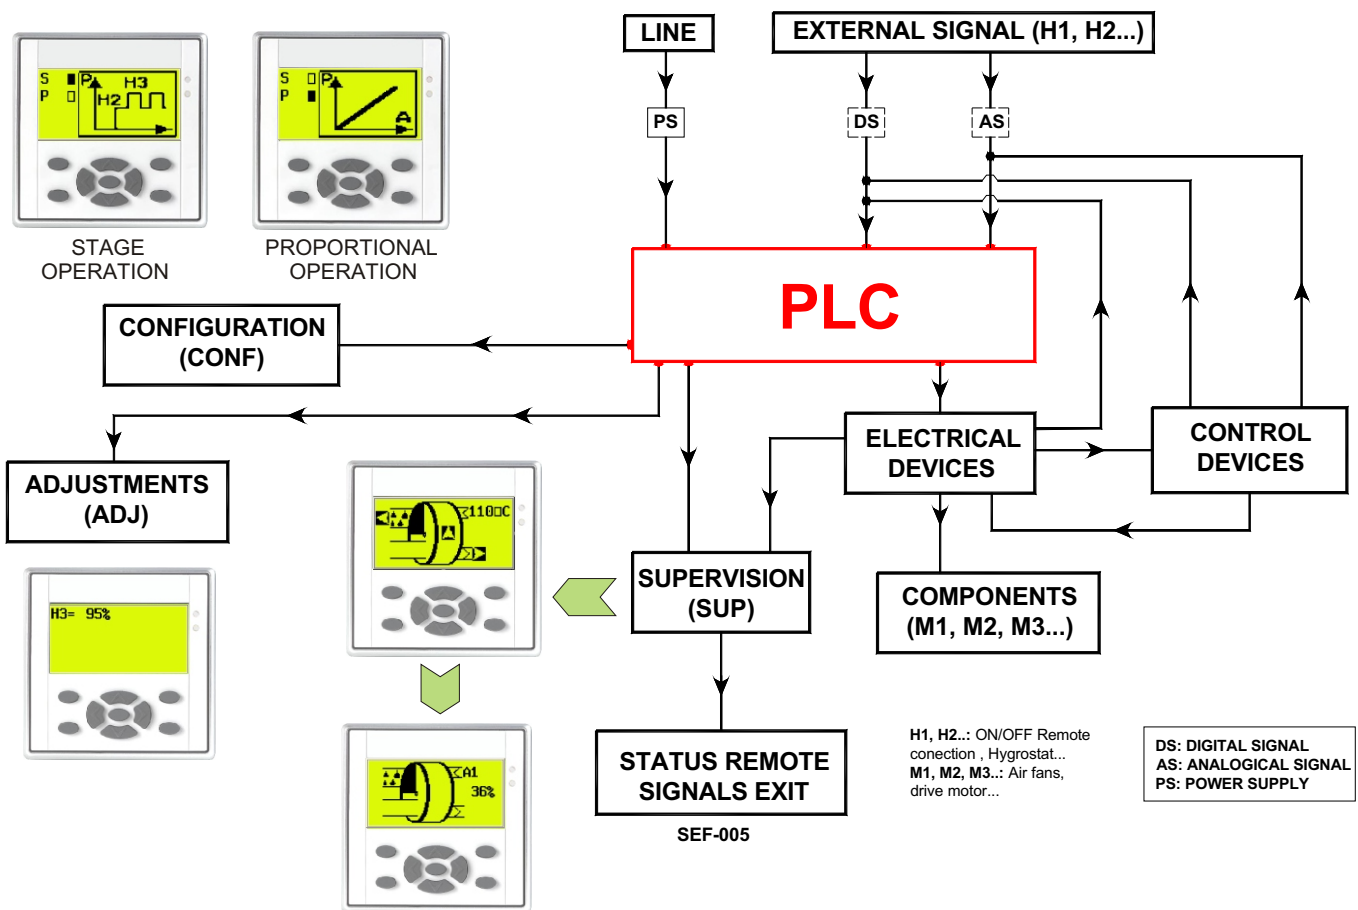 LINE
EXTERNAL SIGNAL (H1, H2...)
S
P
P
H3
H2
S
P
P
A
PS
DS
AS
STAGE
OPERATION
PROPORTIONAL
OPERATION
PLC
CONFIGURATION
(CONF)
ELECTRICAL
DEVICES
CONTROL
DEVICES
ADJUSTMENTS
(ADJ)
110□C
SUPERVISION
(SUP)
COMPONENTS
(M1, M2, M3...)
H3= 95%
STATUS REMOTE
SIGNALS EXIT
SEF-005
A1
36%
H1, H2..: ON/OFF Remote
conection , Hygrostat...
M1, M2, M3..: Air fans,
drive motor...
DS: DIGITAL SIGNAL
AS: ANALOGICAL SIGNAL
PS: POWER SUPPLY